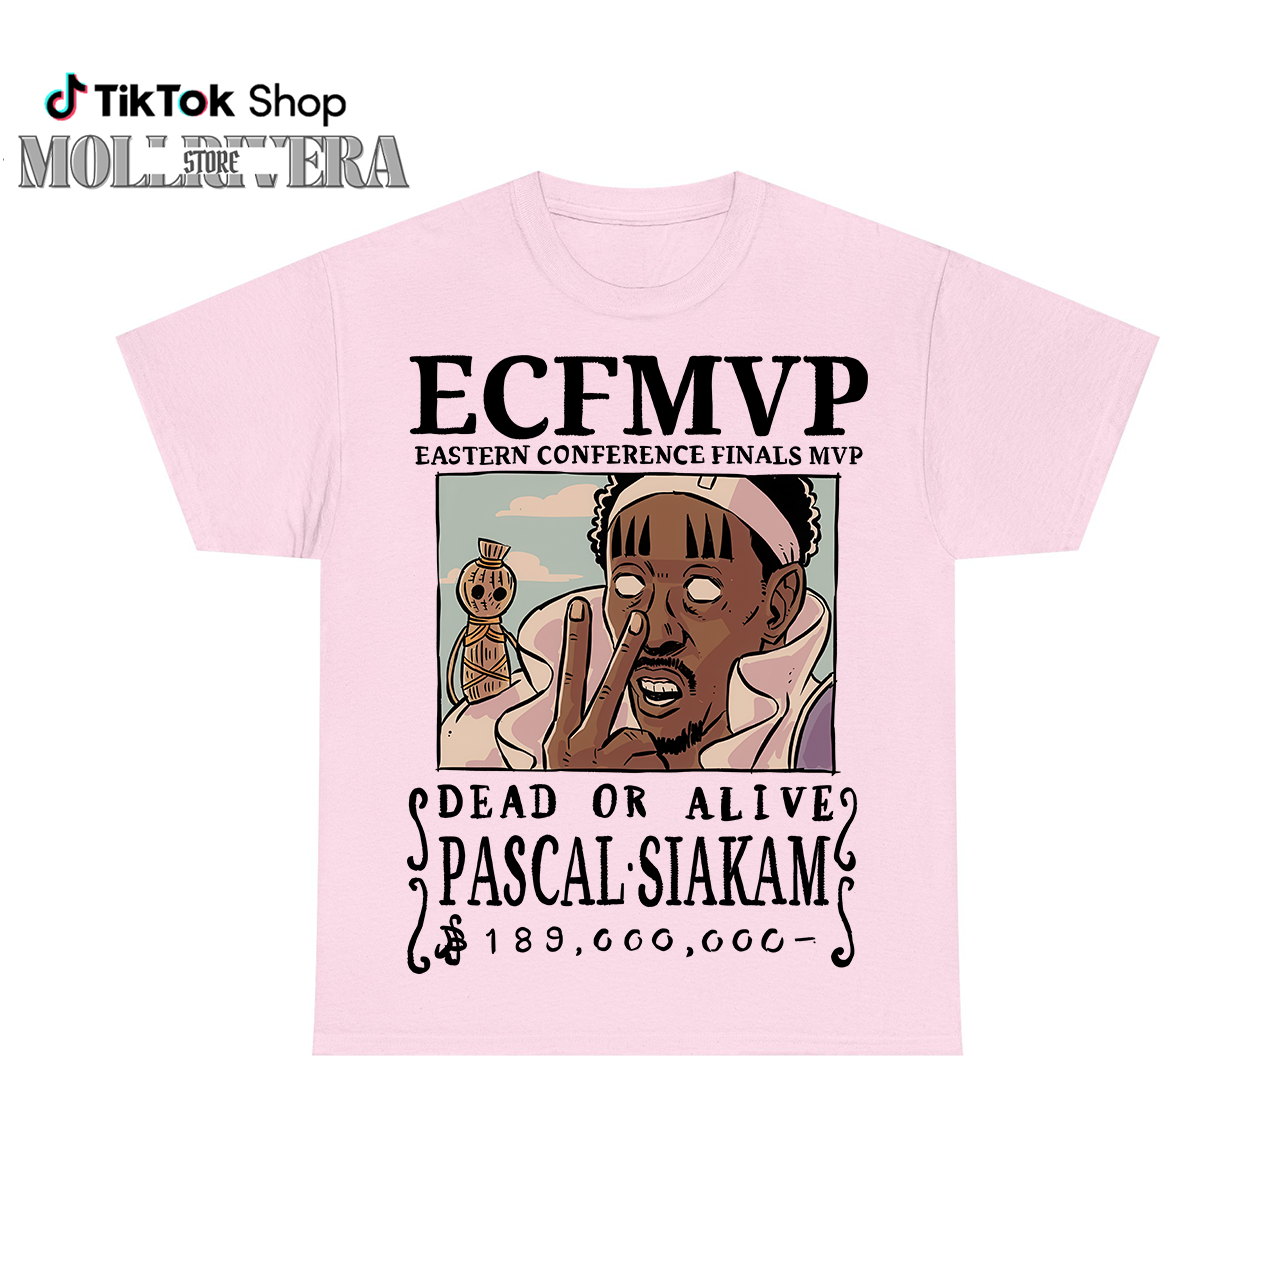 TikTok Shop
MOLLRIVERA
STORE
ECFMVP
EASTERN CONFERENCE FINALS MVP
DEAD OR ALIVE
PASCAL·SIAKAM
$ 189,000,000-